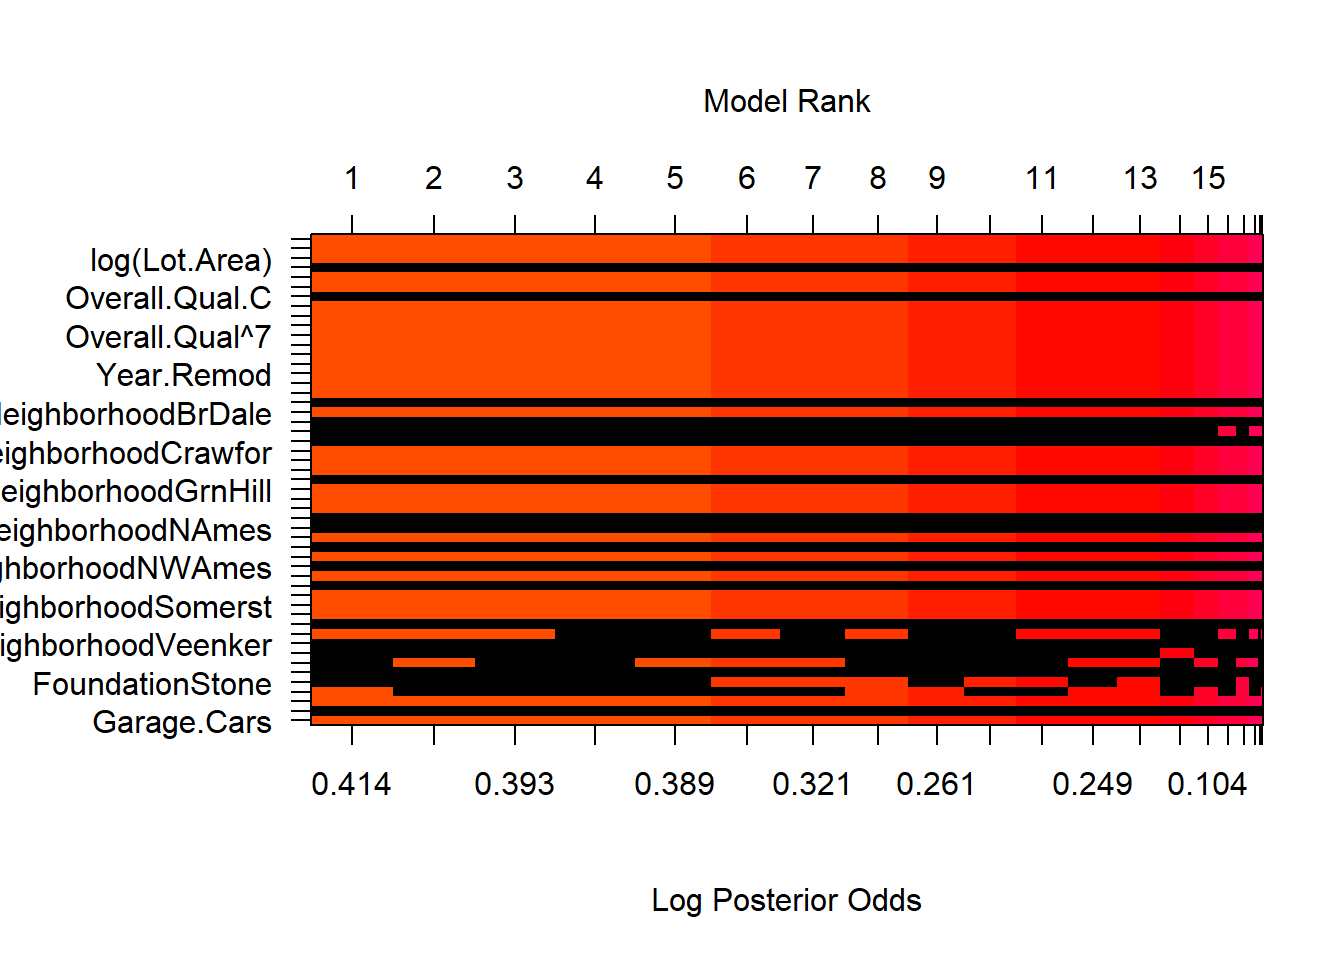 Model Rank
1 2 3 4 5 6 7 8 9 11 13 15
log(Lot.Area)
Overall.Qual.C
Overall.Qual^7
Year.Remod
eighborhoodBrDale
ighborhoodCrawfor
eighborhoodGrnHill
eighborhoodNAmes
ghborhoodNWAmes
ighborhoodSomerst
ighborhoodVeenker
FoundationStone
Garage.Cars
0.414 0.393 0.389 0.321 0.261 0.249 0.104
Log Posterior Odds